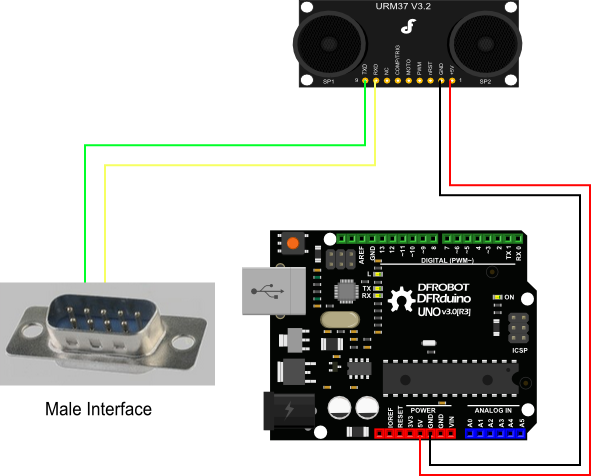 URM37 V3.2
TXD
RXD
NC
COMP/TRIG
MOTO
PWM
nRST
GND
+5V
SP1
9
1
SP2
AREF
GND
13
12
~11
~10
~9
8
7
~6
~5
4
~3
2
TX 1
RX 0
DIGITAL (PWM~)
L
TX
RX
DFROBOT
DFRduino
UNO v3.0[R3]
ON
ICSP
POWER
ANALOG IN
IOREF
RESET
3V3
5V
GND
GND
VIN
A0
A1
A2
A3
A4
A5
Male Interface